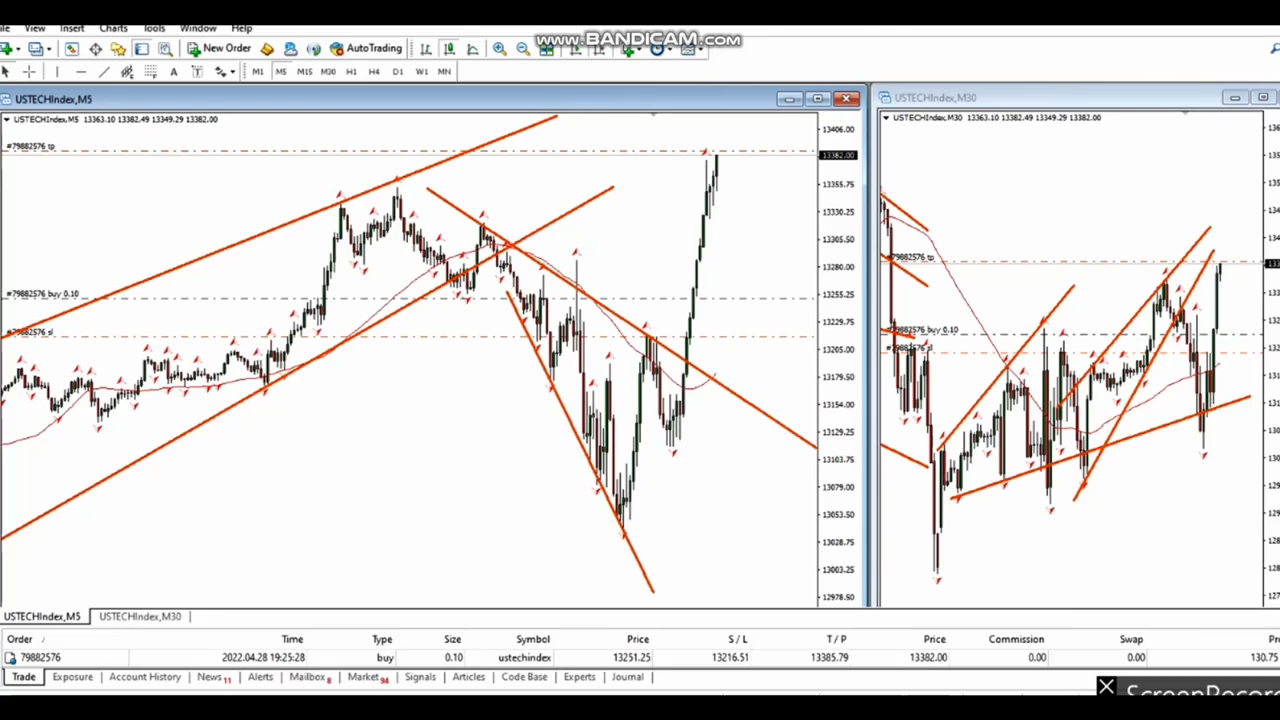 ile View Insert Charts Tools Window Help
www.BANDICAM.com
New Order AutoTrading
A T M1 M5 M15 M30 H1 H4 D1 W1 MN
USTECHIndex,M5
USTECHIndex,M5 13363.10 13382.49 13349.29 13382.00
#79882576 tp
#79882576 buy 0.10
#79882576 sl
13406.00
13382.00
13355.75
13330.25
13305.50
13280.00
13255.25
13229.75
13205.00
13179.50
13154.00
13129.25
13103.75
13079.00
13053.50
13028.75
13003.25
12978.50
USTECHIndex,M30
USTECHIndex,M30 13363.10 13382.49 13349.29 13382.00
#79882576 tp
#79882576 buy 0.10
#79882576 sl
USTECHIndex,M5 USTECHIndex,M30
Order Time Type Size Symbol Price S / L T / P Price Commission Swap Pr
79882576 2022.04.28 19:25:28 buy 0.10 ustechindex 13251.25 13216.51 13385.79 13382.00 0.00 0.00 130.75
Trade Exposure Account History News 11 Alerts Mailbox 8 Market 94 Signals Articles Code Base Experts Journal
ScreenRecor